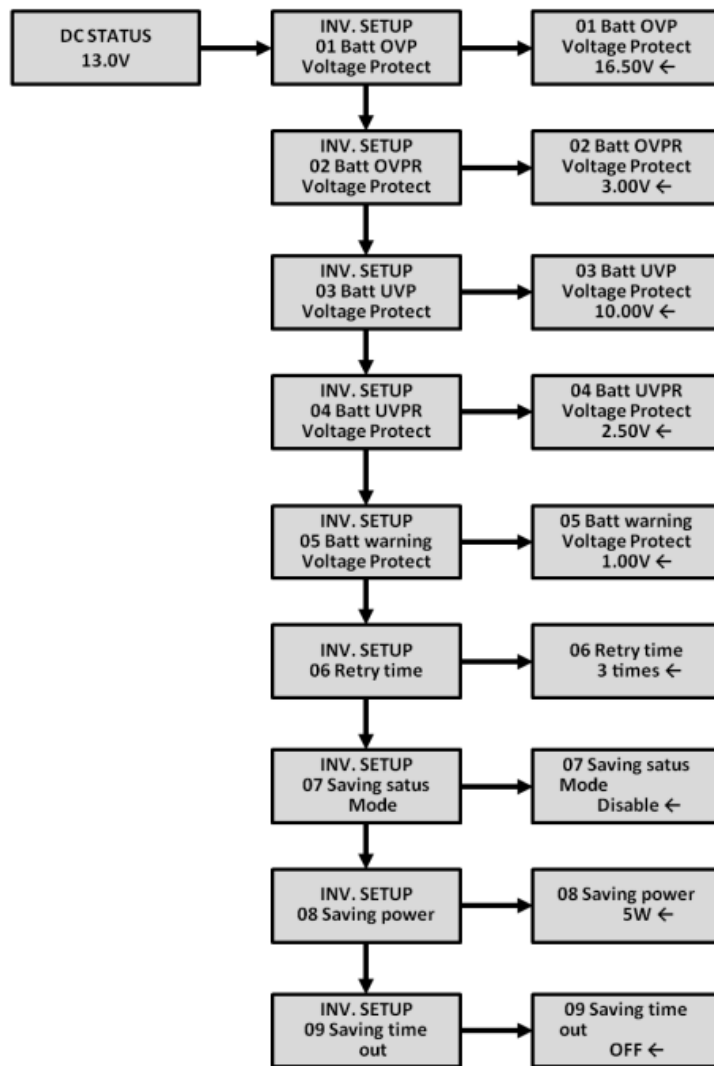 DC STATUS
13.0V
INV. SETUP
01 Batt OVP
Voltage Protect
01 Batt OVP
Voltage Protect
16.50V ←
INV. SETUP
02 Batt OVPR
Voltage Protect
02 Batt OVPR
Voltage Protect
3.00V ←
INV. SETUP
03 Batt UVP
Voltage Protect
03 Batt UVP
Voltage Protect
10.00V ←
INV. SETUP
04 Batt UVPR
Voltage Protect
04 Batt UVPR
Voltage Protect
2.50V ←
INV. SETUP
05 Batt warning
Voltage Protect
05 Batt warning
Voltage Protect
1.00V ←
INV. SETUP
06 Retry time
06 Retry time
3 times ←
INV. SETUP
07 Saving satus
Mode
07 Saving satus
Mode
Disable ←
INV. SETUP
08 Saving power
08 Saving power
5W ←
INV. SETUP
09 Saving time
out
09 Saving time
out
OFF ←